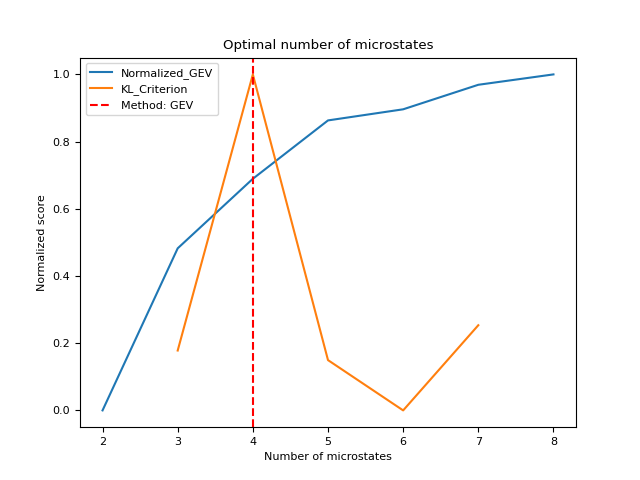 Optimal number of microstates
Normalized_GEV
KL_Criterion
Method: GEV
Normalized score
1.0
0.8
0.6
0.4
0.2
0.0
2 3 4 5 6 7 8
Number of microstates